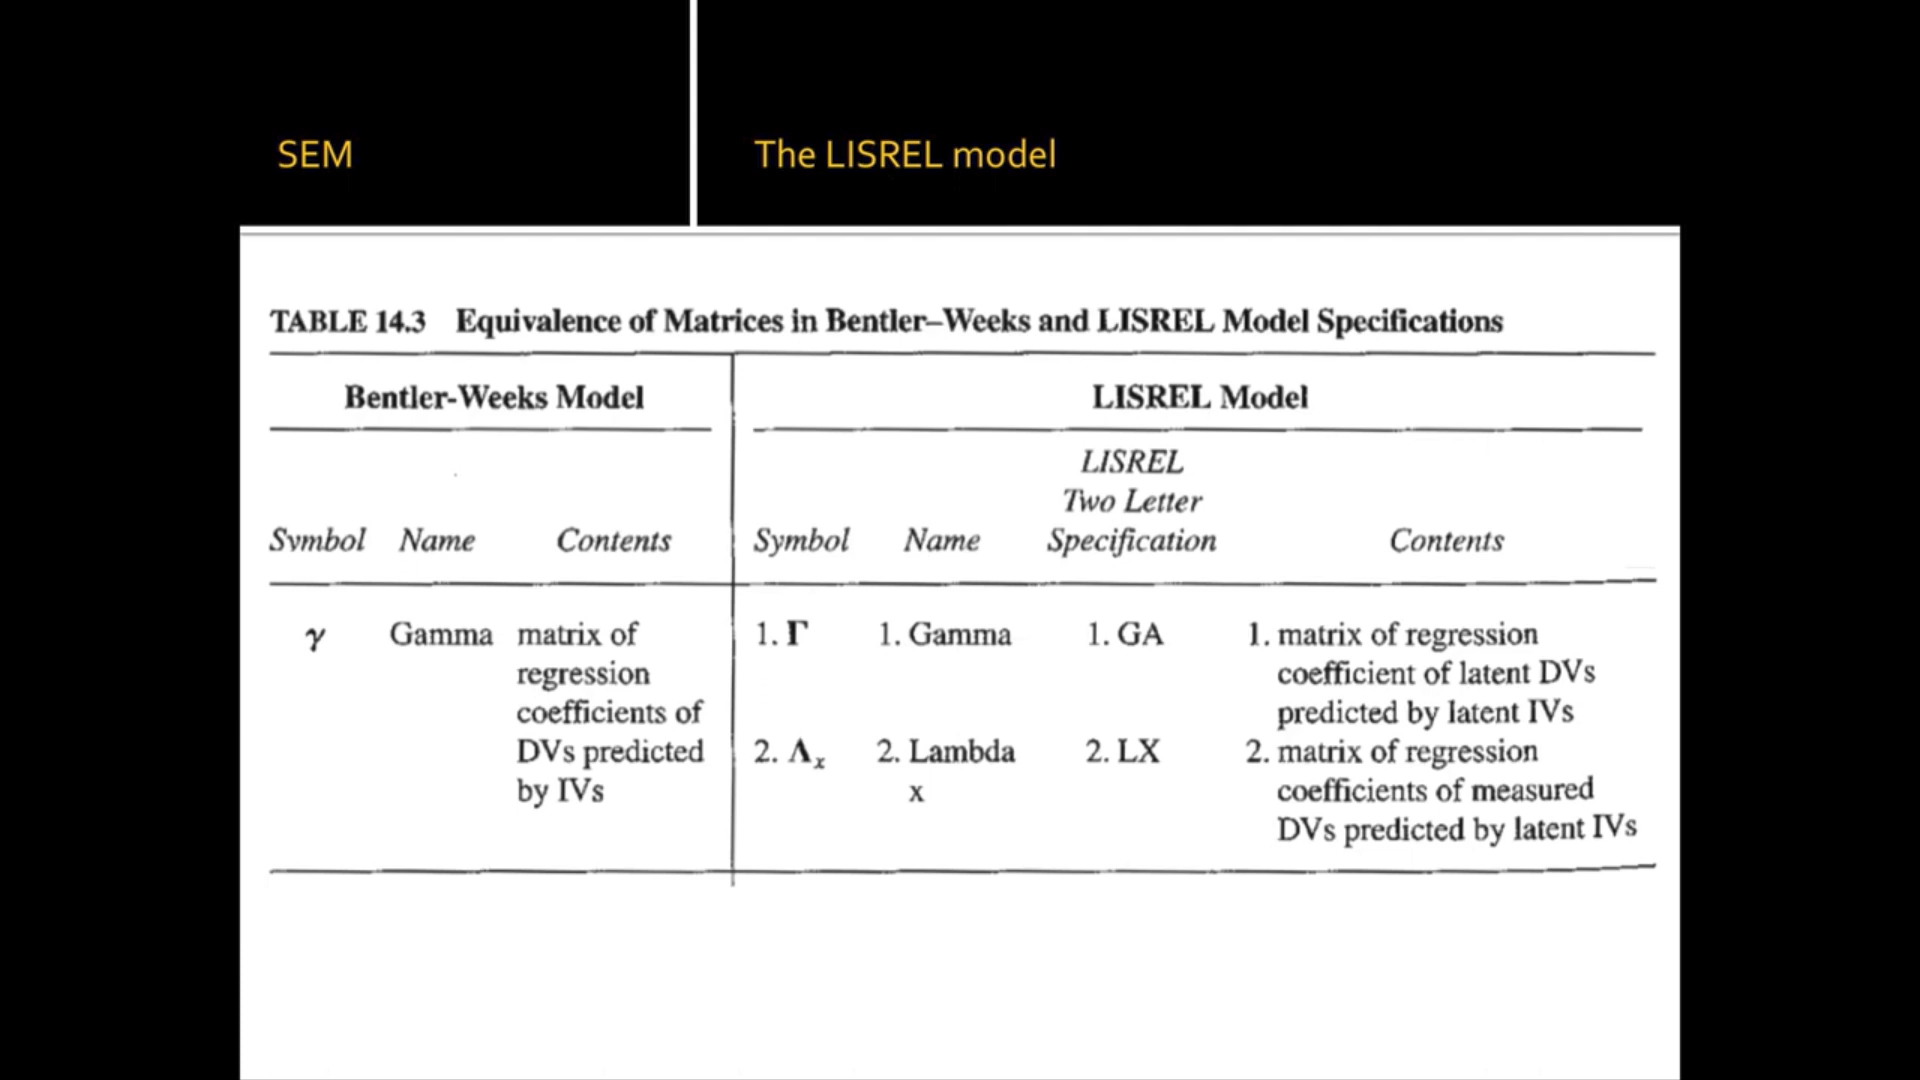 SEM
The LISREL model
TABLE 14.3 Equivalence of Matrices in Bentler–Weeks and LISREL Model Specifications
Bentler-Weeks Model
LISREL Model
LISREL
Two Letter
Symbol Name Contents Symbol Name Specification Contents
γ Gamma matrix of 1. Γ 1. Gamma 1. GA 1. matrix of regression
regression coefficient of latent DVs
coefficients of predicted by latent IVs
DVs predicted 2. Λx 2. Lambda 2. LX 2. matrix of regression
by IVs x coefficients of measured
DVs predicted by latent IVs